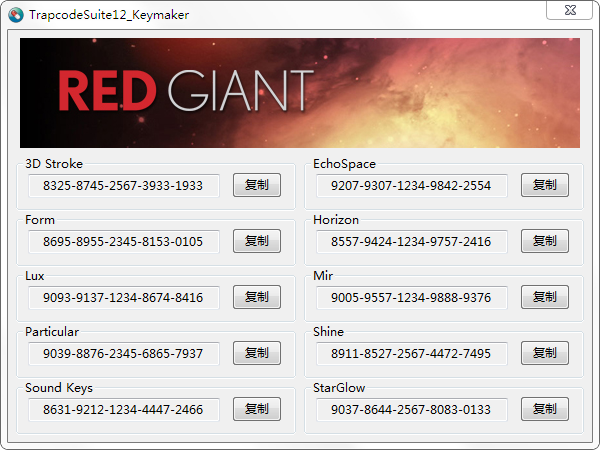 TrapcodeSuite12_Keymaker
RED GIANT
3D Stroke
8325-8745-2567-3933-1933 复制
EchoSpace
9207-9307-1234-9842-2554 复制
Form
8695-8955-2345-8153-0105 复制
Horizon
8557-9424-1234-9757-2416 复制
Lux
9093-9137-1234-8674-8416 复制
Mir
9005-9557-1234-9888-9376 复制
Particular
9039-8876-2345-6865-7937 复制
Shine
8911-8527-2567-4472-7495 复制
Sound Keys
8631-9212-1234-4447-2466 复制
StarGlow
9037-8644-2567-8083-0133 复制